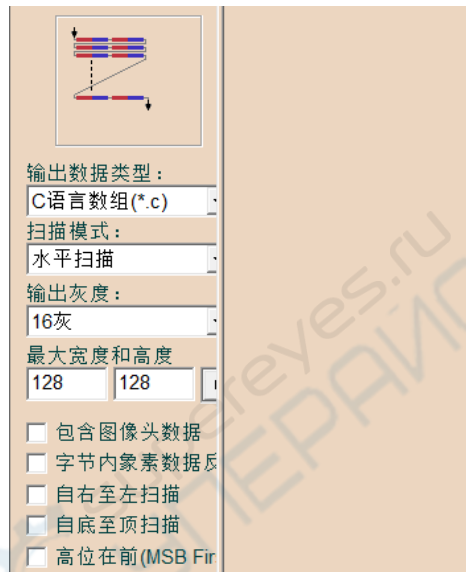 输出数据类型：
C语言数组(*.c)
扫描模式：
水平扫描
输出灰度：
16灰
最大宽度和高度
128 128
包含图像头数据
字节内象素数据反
自右至左扫描
自底至顶扫描
高位在前(MSB Fir
supereyes.ru